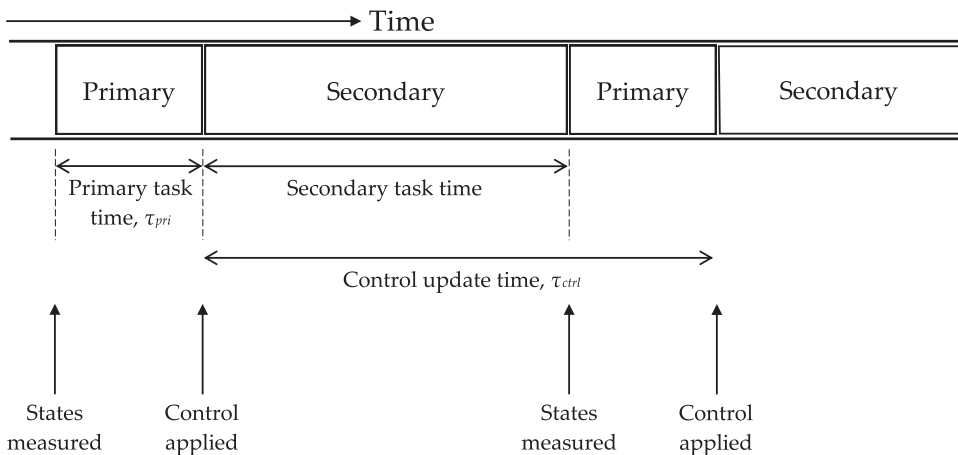 Time
Primary
Secondary
Primary
Secondary
Primary task
time, τpri
Secondary task time
Control update time, τctrl
States
measured
Control
applied
States
measured
Control
applied